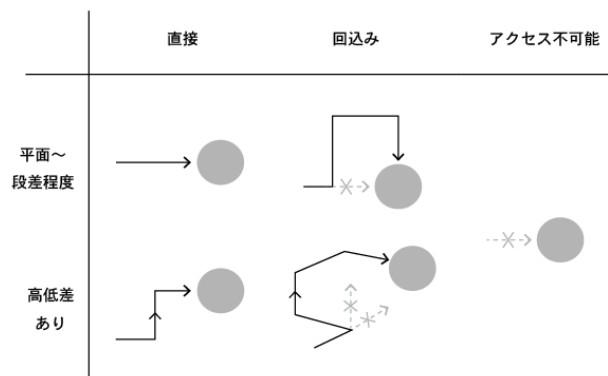 直接
回込み
アクセス不可能
平面〜
段差程度
高低差
あり